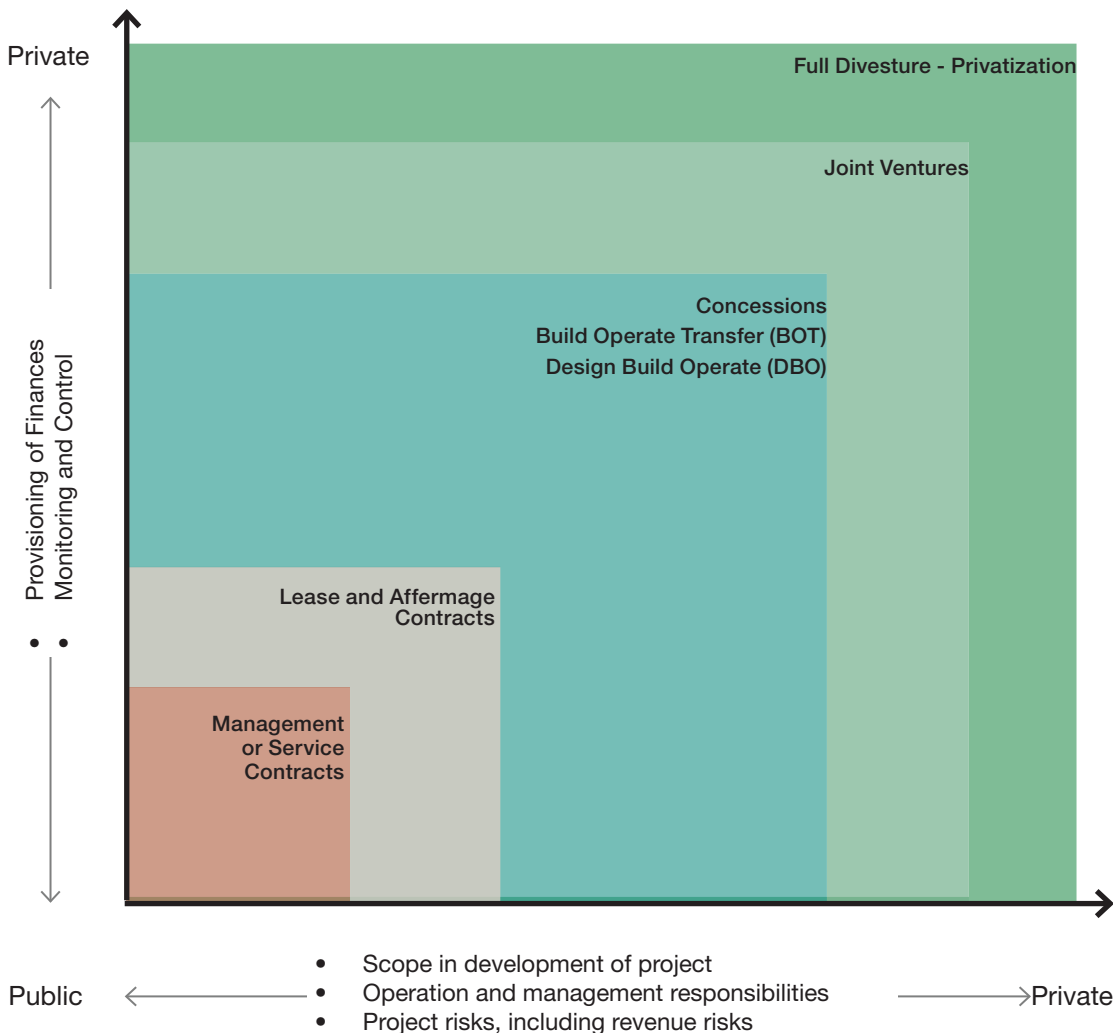 Private
Full Divesture - Privatization
Joint Ventures
Concessions
Build Operate Transfer (BOT)
Design Build Operate (DBO)
• Provisioning of Finances
• Monitoring and Control
Lease and Affermage
Contracts
Management
or Service
Contracts
Public
• Scope in development of project
• Operation and management responsibilities
• Project risks, including revenue risks
Private